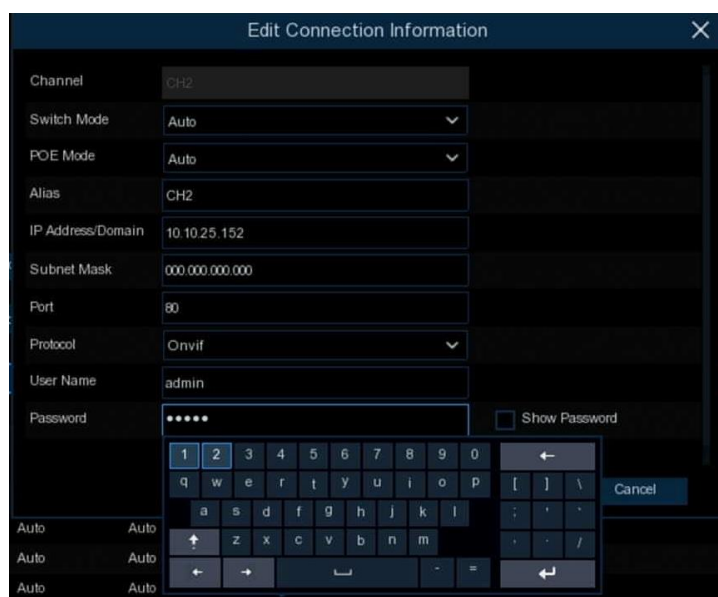 Edit Connection Information
Channel CH2
Switch Mode Auto
POE Mode Auto
Alias CH2
IP Address/Domain 10.10.25.152
Subnet Mask 000.000.000.000
Port 80
Protocol Onvif
User Name admin
Password ••••• Show Password
1 2 3 4 5 6 7 8 9 0
q w e r t y u i o p [ ] \
Cancel
a s d f g h j k l ; ' `
z x c v b n m , . /
- =
Auto Auto
Auto Auto
Auto Auto